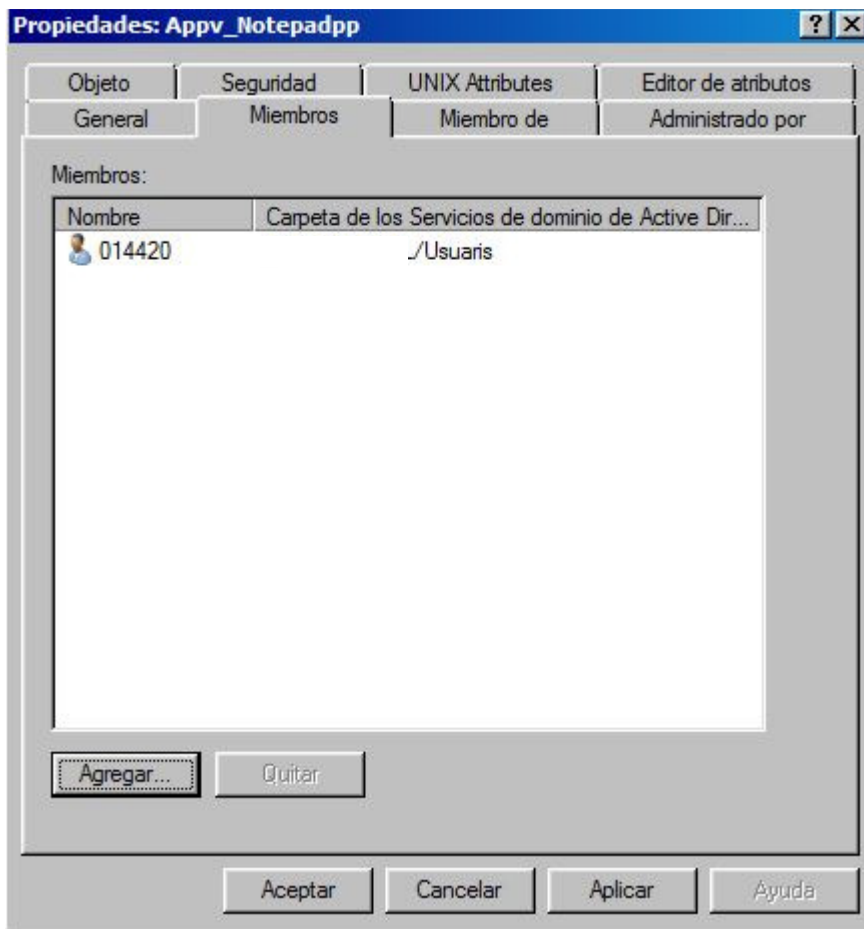 Propiedades: Appv_Notepadpp
Objeto Seguridad UNIX Attributes Editor de atributos
General Miembros Miembro de Administrado por
Miembros:
Nombre Carpeta de los Servicios de dominio de Active Dir...
014420 ../Usuaris
Agregar... Quitar
Aceptar Cancelar Aplicar Ayuda